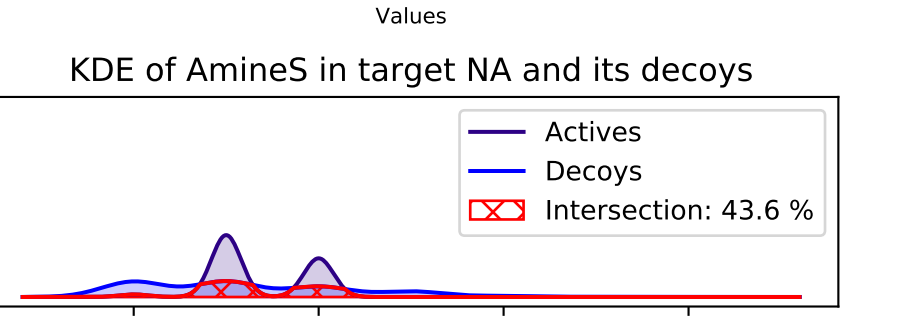 Values
KDE of AmineS in target NA and its decoys
Actives
Decoys
Intersection: 43.6 %